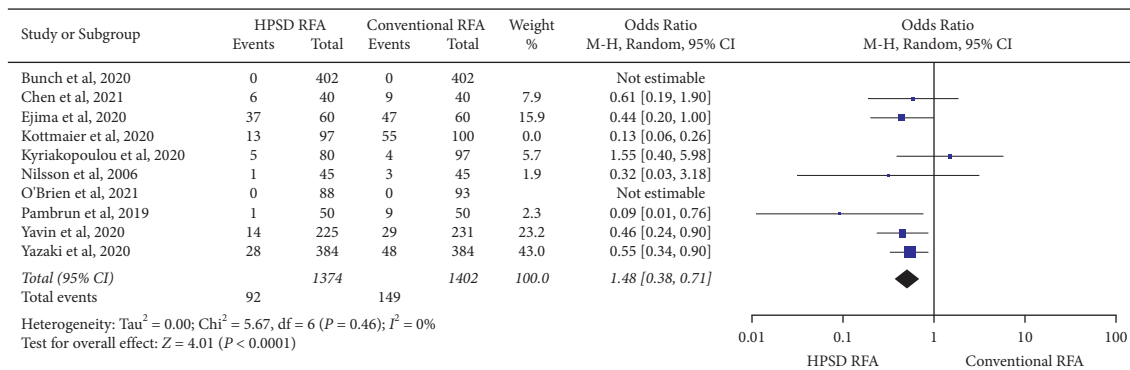 Study or Subgroup HPSD RFA Conventional RFA Weight Odds Ratio Odds Ratio
Events Total Events Total % M-H, Random, 95% CI M-H, Random, 95% CI
Bunch et al, 2020 0 402 0 402 Not estimable
Chen et al, 2021 6 40 9 40 7.9 0.61 [0.19, 1.90]
Ejima et al, 2020 37 60 47 60 15.9 0.44 [0.20, 1.00]
Kottmaier et al, 2020 13 97 55 100 0.0 0.13 [0.06, 0.26]
Kyriakopoulou et al, 2020 5 80 4 97 5.7 1.55 [0.40, 5.98]
Nilsson et al, 2006 1 45 3 45 1.9 0.32 [0.03, 3.18]
O'Brien et al, 2021 0 88 0 93 Not estimable
Pambrun et al, 2019 1 50 9 50 2.3 0.09 [0.01, 0.76]
Yavin et al, 2020 14 225 29 231 23.2 0.46 [0.24, 0.90]
Yazaki et al, 2020 28 384 48 384 43.0 0.55 [0.34, 0.90]
Total (95% CI) 1374 1402 100.0 1.48 [0.38, 0.71]
Total events 92 149
Heterogeneity: Tau² = 0.00; Chi² = 5.67, df = 6 (P = 0.46); I² = 0%
Test for overall effect: Z = 4.01 (P < 0.0001)
0.01 0.1 1 10 100
HPSD RFA Conventional RFA